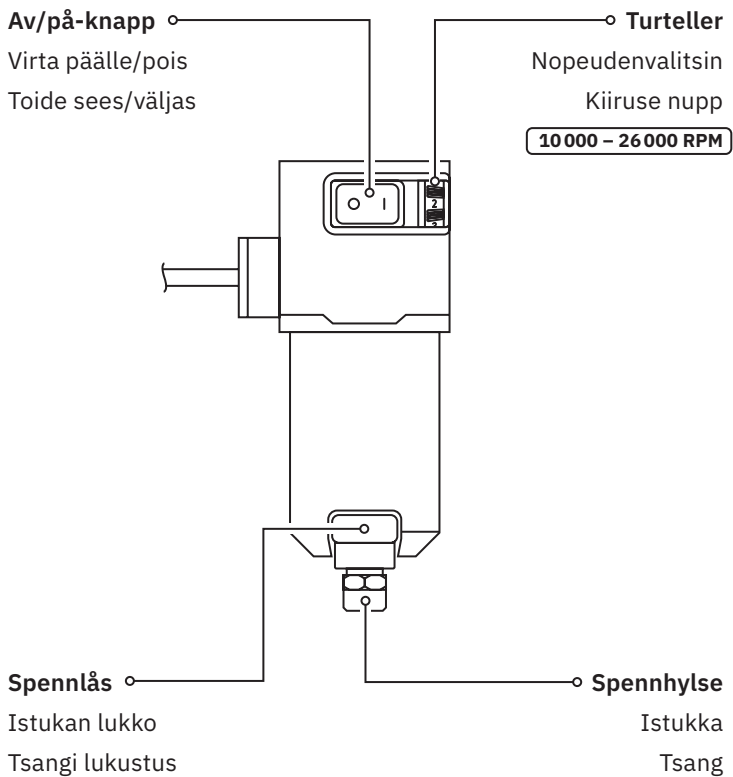 Av/på-knapp
Virta päälle/pois
Toide sees/väljas
Turteller
Nopeudenvalitsin
Kiiruse nupp
10 000 – 26 000 RPM
O I
2
Spennlås
Istukan lukko
Tsangi lukustus
Spennhylse
Istukka
Tsang